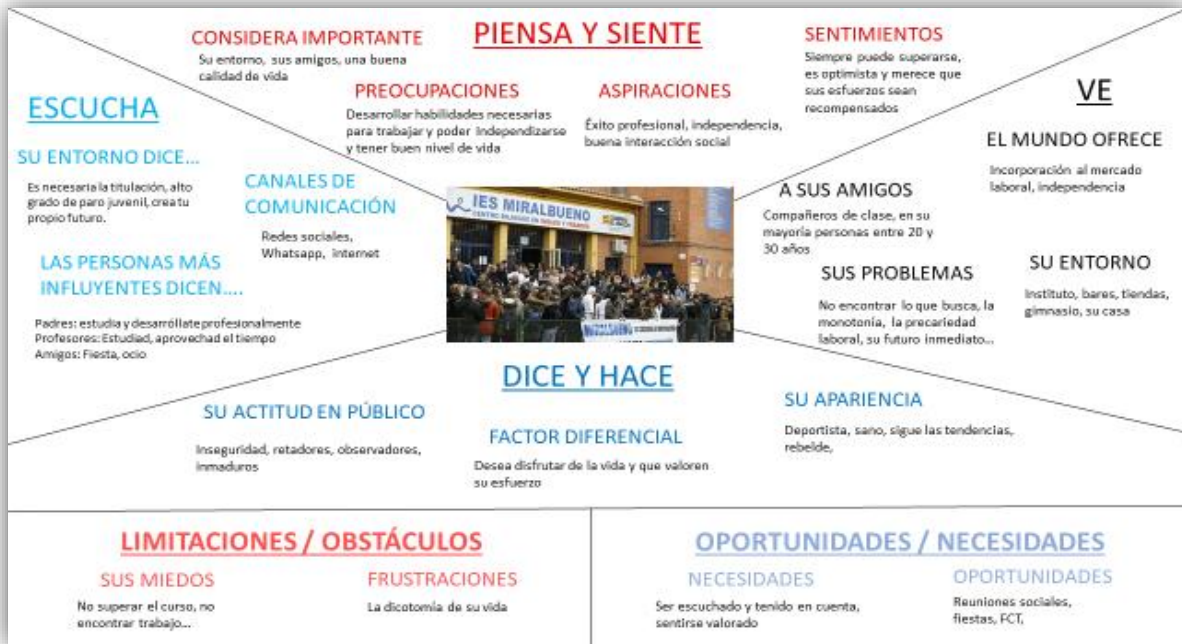 PIENSA Y SIENTE
CONSIDERA IMPORTANTE
Su entorno, sus amigos, una buena
calidad de vida
PREOCUPACIONES
Desarrollar habilidades necesarias
para trabajar y poder independizarse
y tener buen nivel de vida
ASPIRACIONES
Éxito profesional, independencia,
buena interacción social
SENTIMIENTOS
Siempre puede superarse,
es optimista y merece que
sus esfuerzos sean
recompensados
ESCUCHA
SU ENTORNO DICE...
Es necesaria la titulación, alto
grado de paro juvenil, crea tu
propio futuro.
CANALES DE
COMUNICACIÓN
Redes sociales,
Whatsapp, internet
LAS PERSONAS MÁS
INFLUYENTES DICEN....
Padres: estudia y desarróllate profesionalmente
Profesores: Estudiad, aprovechad el tiempo
Amigos: Fiesta, ocio
IES MIRALBUENO
VE
EL MUNDO OFRECE
Incorporación al mercado
laboral, independencia
A SUS AMIGOS
Compañeros de clase, en su
mayoría personas entre 20 y
30 años
SUS PROBLEMAS
No encontrar lo que busca, la
monotonía, la precariedad
laboral, su futuro inmediato...
SU ENTORNO
Instituto, bares, tiendas,
gimnasio, su casa
DICE Y HACE
SU ACTITUD EN PÚBLICO
Inseguridad, retadores, observadores,
inmaduros
FACTOR DIFERENCIAL
Desea disfrutar de la vida y que valoren
su esfuerzo
SU APARIENCIA
Deportista, sano, sigue las tendencias,
rebelde,
LIMITACIONES / OBSTÁCULOS
SUS MIEDOS
No superar el curso, no
encontrar trabajo...
FRUSTRACIONES
La dicotomía de su vida
OPORTUNIDADES / NECESIDADES
NECESIDADES
Ser escuchado y tenido en cuenta,
sentirse valorado
OPORTUNIDADES
Reuniones sociales,
fiestas, FCT,